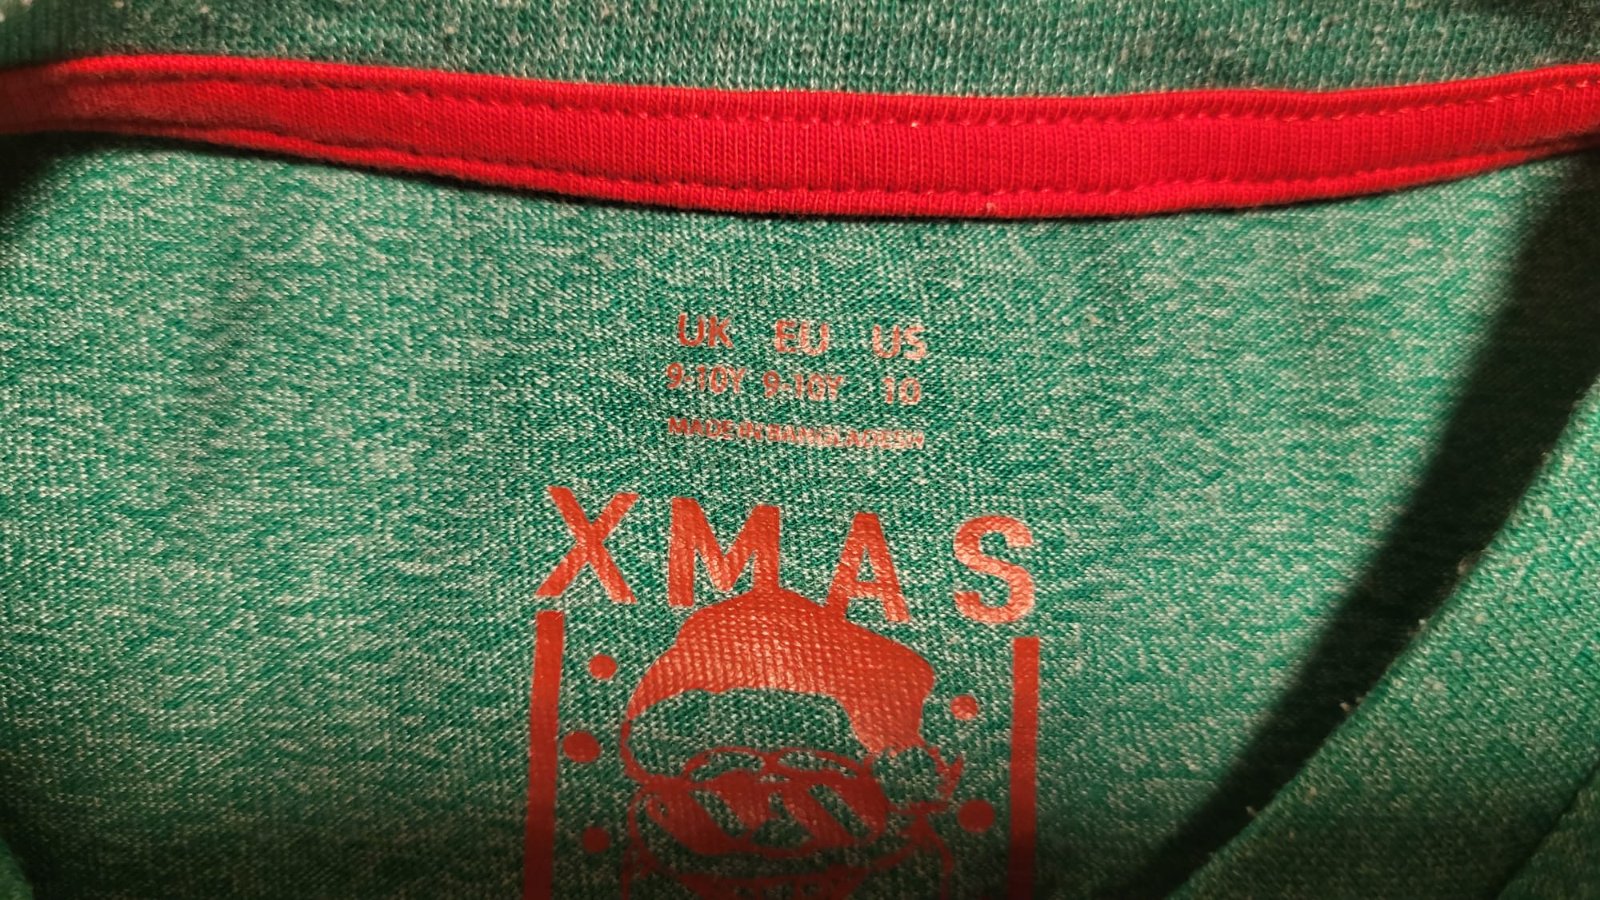 UK EU US
9-10Y 9-10Y 10
MADE IN BANGLADESH
XMAS